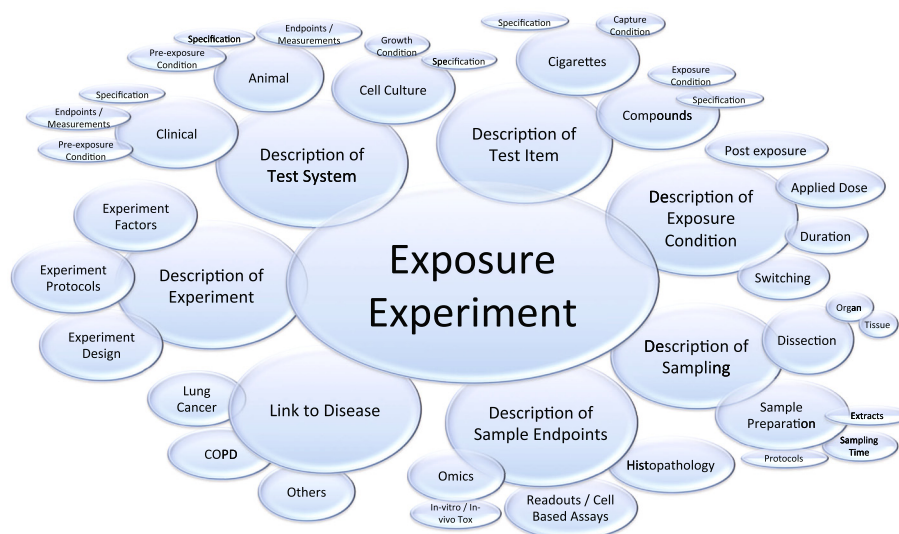 Exposure
Experiment
Description of
Test System
Clinical
Specification
Endpoints /
Measurements
Pre-exposure
Condition
Animal
Pre-exposure
Condition
Specification
Endpoints /
Measurements
Cell Culture
Growth
Condition
Specification
Description of
Test Item
Cigarettes
Specification
Capture
Condition
Compounds
Exposure
Condition
Specification
Description of
Exposure
Condition
Post exposure
Applied Dose
Duration
Switching
Description of
Sampling
Dissection
Organ
Tissue
Sample
Preparation
Extracts
Sampling
Time
Protocols
Description of
Sample Endpoints
Histopathology
Readouts / Cell
Based Assays
Omics
In-vitro / In-
vivo Tox
Link to Disease
Lung
Cancer
COPD
Others
Description of
Experiment
Experiment
Factors
Experiment
Protocols
Experiment
Design